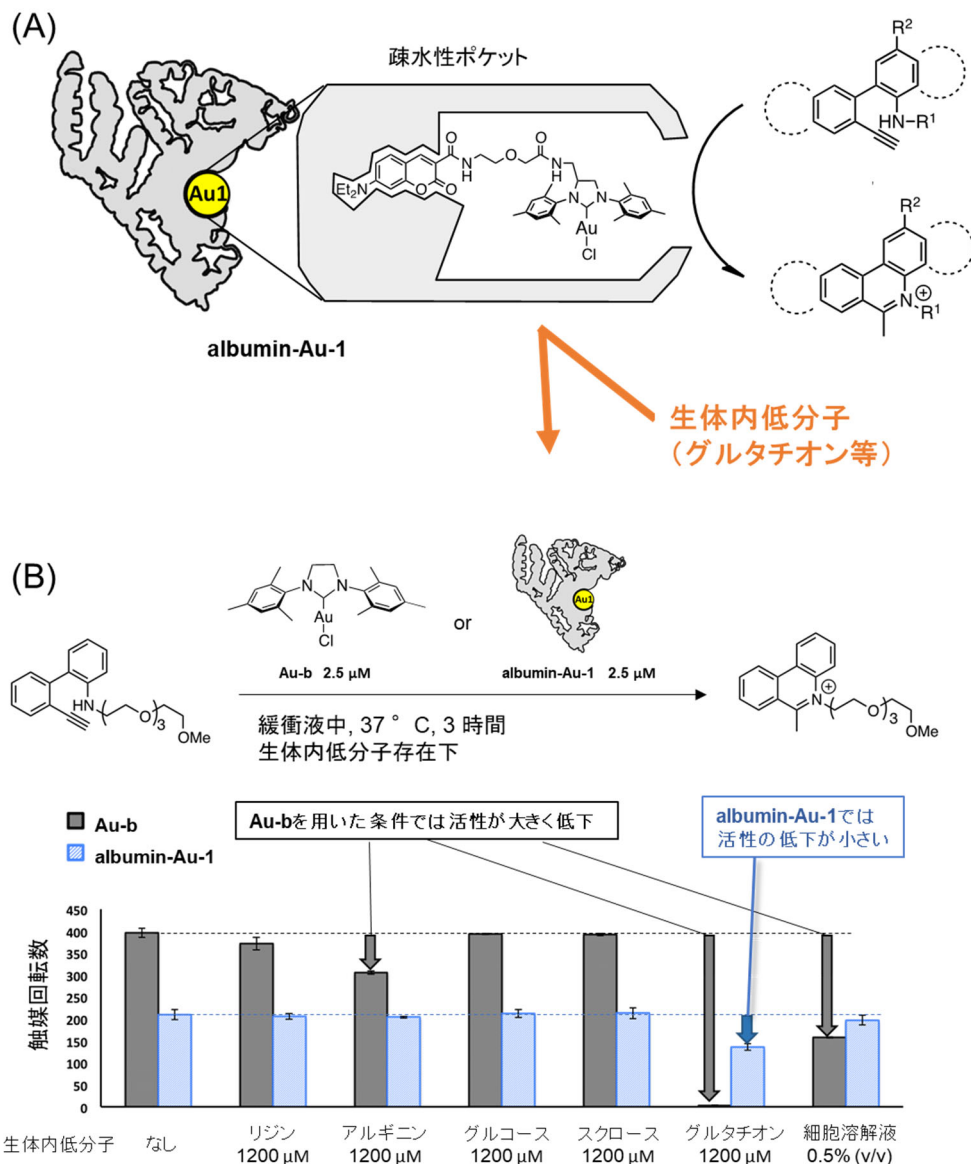 (A)
疎水性ポケット
Au1
albumin-Au-1
Et2N
O
O
O
N
H
O
O
HN
N
N
Au
Cl
R2
HN-R1
R2
N
+
R1
生体内低分子
（グルタチオン等）
(B)
N
N
Au
Cl
or
Au1
Au-b 2.5 μM
albumin-Au-1 2.5 μM
HN
(
O
)3
OMe
緩衝液中, 37 ° C, 3 時間
生体内低分子存在下
+
N
(
O
)3
OMe
Au-b
albumin-Au-1
Au-bを用いた条件では活性が大きく低下
albumin-Au-1では
活性の低下が小さい
触媒回転数
450
400
350
300
250
200
150
100
50
0
生体内低分子
なし
リジン
1200 μM
アルギニン
1200 μM
グルコース
1200 μM
スクロース
1200 μM
グルタチオン
1200 μM
細胞溶解液
0.5% (v/v)